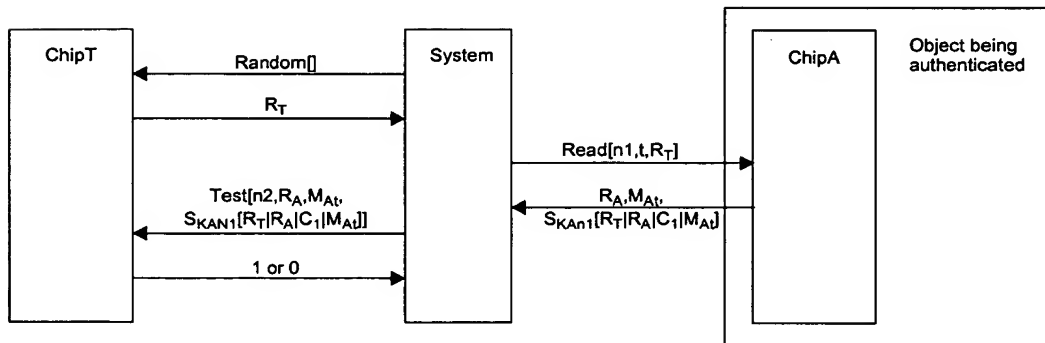 ChipT
System
ChipA
Object being
authenticated
Random[]
R_T
Read[n1,t,R_T]
Test[n2,R_A,M_At,
S_KAN1[R_T|R_A|C_1|M_At]]
R_A,M_At,
S_KAn1[R_T|R_A|C_1|M_At]
1 or 0